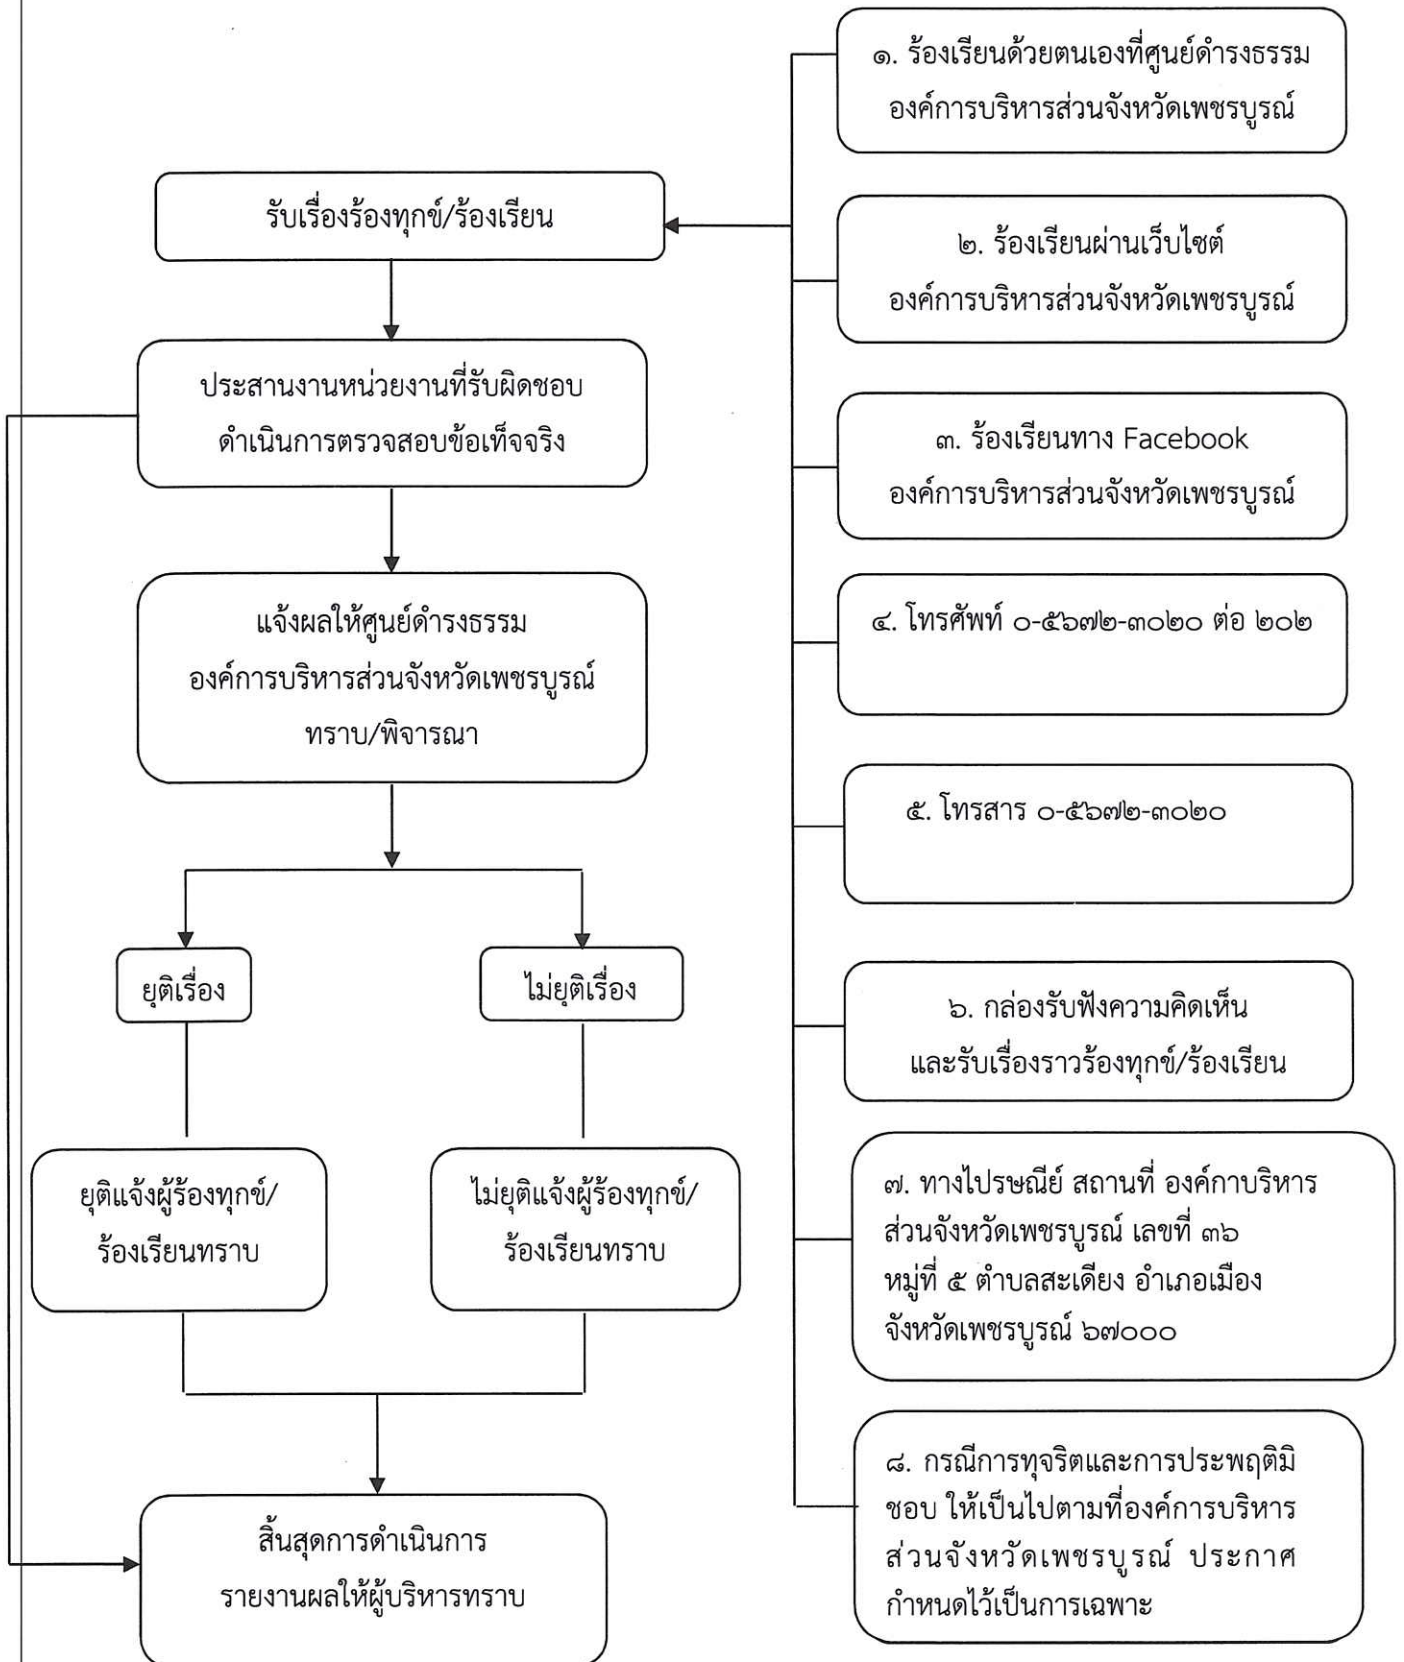 ๑. ร้องเรียนด้วยตนเองที่ศูนย์ดำรงธรรม
องค์การบริหารส่วนจังหวัดเพชรบูรณ์
รับเรื่องร้องทุกข์/ร้องเรียน
๒. ร้องเรียนผ่านเว็บไซต์
องค์การบริหารส่วนจังหวัดเพชรบูรณ์
ประสานงานหน่วยงานที่รับผิดชอบ
ดำเนินการตรวจสอบข้อเท็จจริง
๓. ร้องเรียนทาง Facebook
องค์การบริหารส่วนจังหวัดเพชรบูรณ์
แจ้งผลให้ศูนย์ดำรงธรรม
องค์การบริหารส่วนจังหวัดเพชรบูรณ์
ทราบ/พิจารณา
๔. โทรศัพท์ ๐-๕๖๗๒-๓๐๒๐ ต่อ ๒๐๒
๕. โทรสาร ๐-๕๖๗๒-๓๐๒๐
ยุติเรื่อง
ไม่ยุติเรื่อง
๖. กล่องรับฟังความคิดเห็น
และรับเรื่องราวร้องทุกข์/ร้องเรียน
ยุติแจ้งผู้ร้องทุกข์/
ร้องเรียนทราบ
ไม่ยุติแจ้งผู้ร้องทุกข์/
ร้องเรียนทราบ
๗. ทางไปรษณีย์ สถานที่ องค์กาบริหาร
ส่วนจังหวัดเพชรบูรณ์ เลขที่ ๓๖
หมู่ที่ ๕ ตำบลสะเดียง อำเภอเมือง
จังหวัดเพชรบูรณ์ ๖๗๐๐๐
๘. กรณีการทุจริตและการประพฤติมิ
ชอบ ให้เป็นไปตามที่องค์การบริหาร
ส่วนจังหวัดเพชรบูรณ์ ประกาศ
กำหนดไว้เป็นการเฉพาะ
สิ้นสุดการดำเนินการ
รายงานผลให้ผู้บริหารทราบ